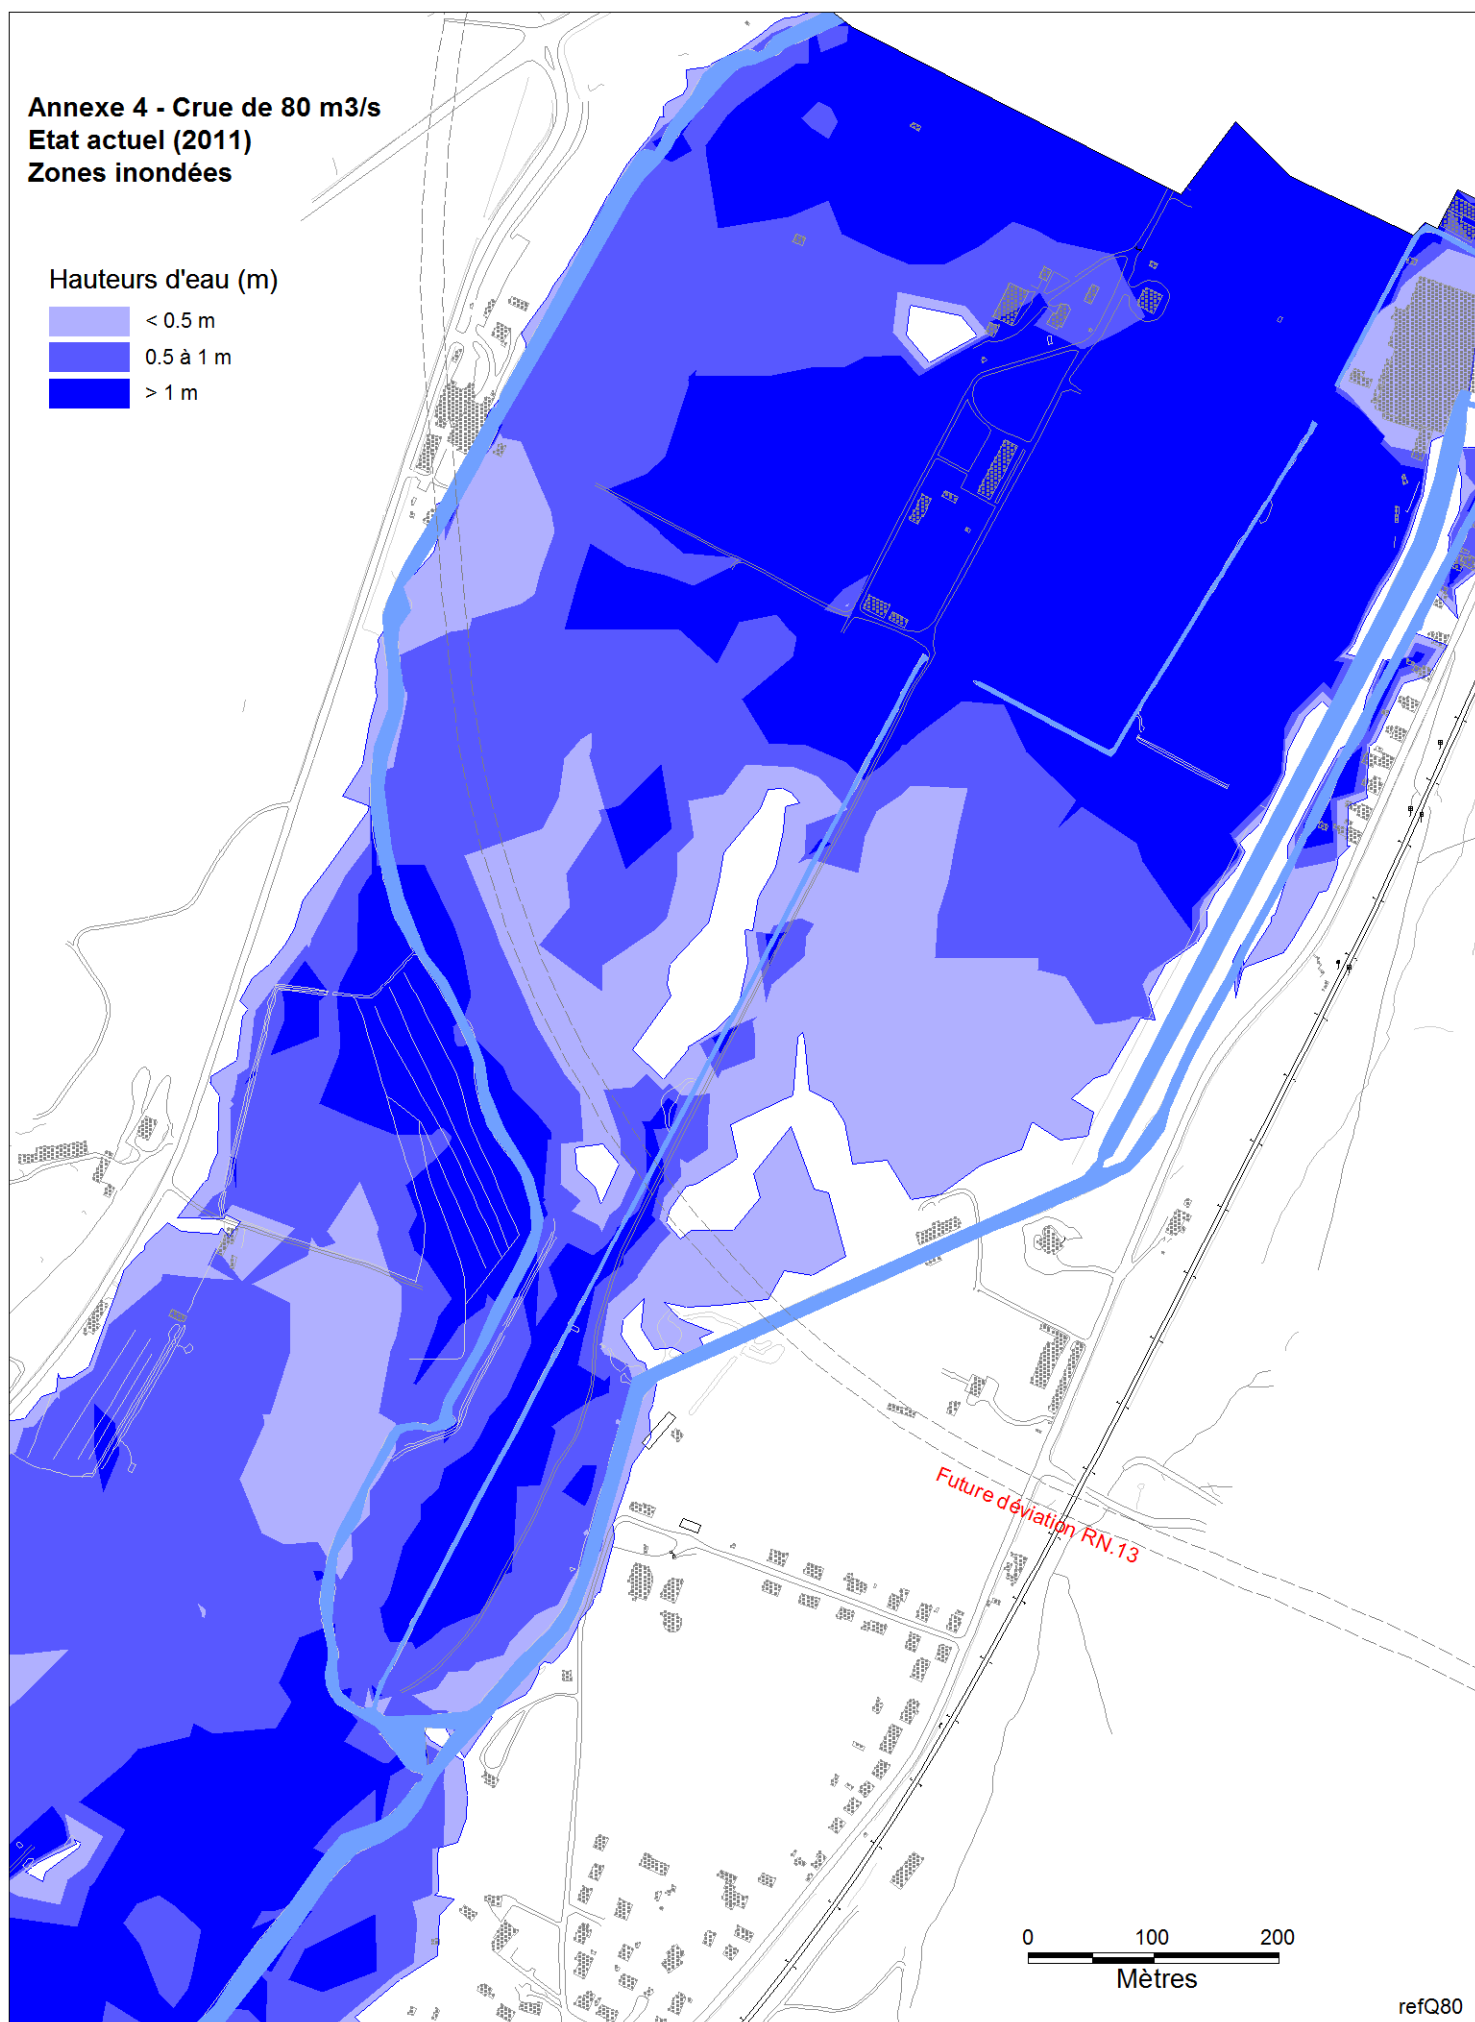 Annexe 4 - Crue de 80 m3/s
Etat actuel (2011)
Zones inondées
Hauteurs d'eau (m)
< 0.5 m
0.5 à 1 m
> 1 m
Future déviation RN.13
0 100 200
Mètres
refQ80